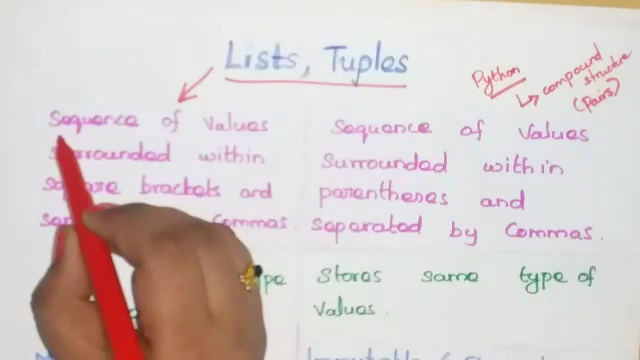 Lists, Tuples
Python
compound
structure
(Pairs)
Sequence of values
Surrounded within
square brackets and
commas.
Sequence of values
Surrounded within
parentheses and
separated by commas.
Stores same type of
values.